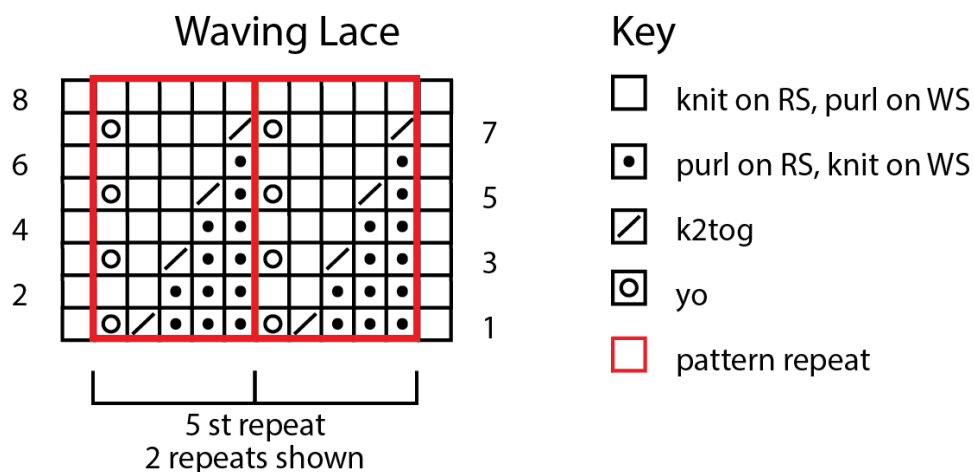 Waving Lace
Key
8
7
6
5
4
3
2
1
knit on RS, purl on WS
purl on RS, knit on WS
k2tog
yo
pattern repeat
5 st repeat
2 repeats shown